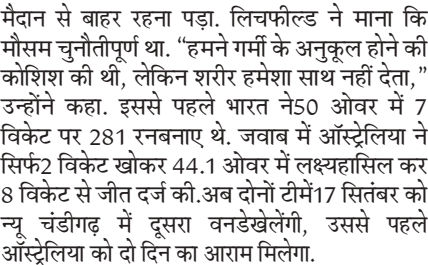 मैदान से बाहर रहना पड़ा. लिचफील्ड ने माना कि
मौसम चुनौतीपूर्ण था. “हमने गर्मी के अनुकूल होने की
कोशिश की थी, लेकिन शरीर हमेशा साथ नहीं देता,”
उन्होंने कहा. इससे पहले भारत ने50 ओवर में 7
विकेट पर 281 रनबनाए थे. जवाब में ऑस्ट्रेलिया ने
सिर्फ2 विकेट खोकर 44.1 ओवर में लक्ष्यहासिल कर
8 विकेट से जीत दर्ज की.अब दोनों टीमें17 सितंबर को
न्यू चंडीगढ़ में दूसरा वनडेखेलेंगी, उससे पहले
ऑस्ट्रेलिया को दो दिन का आराम मिलेगा.